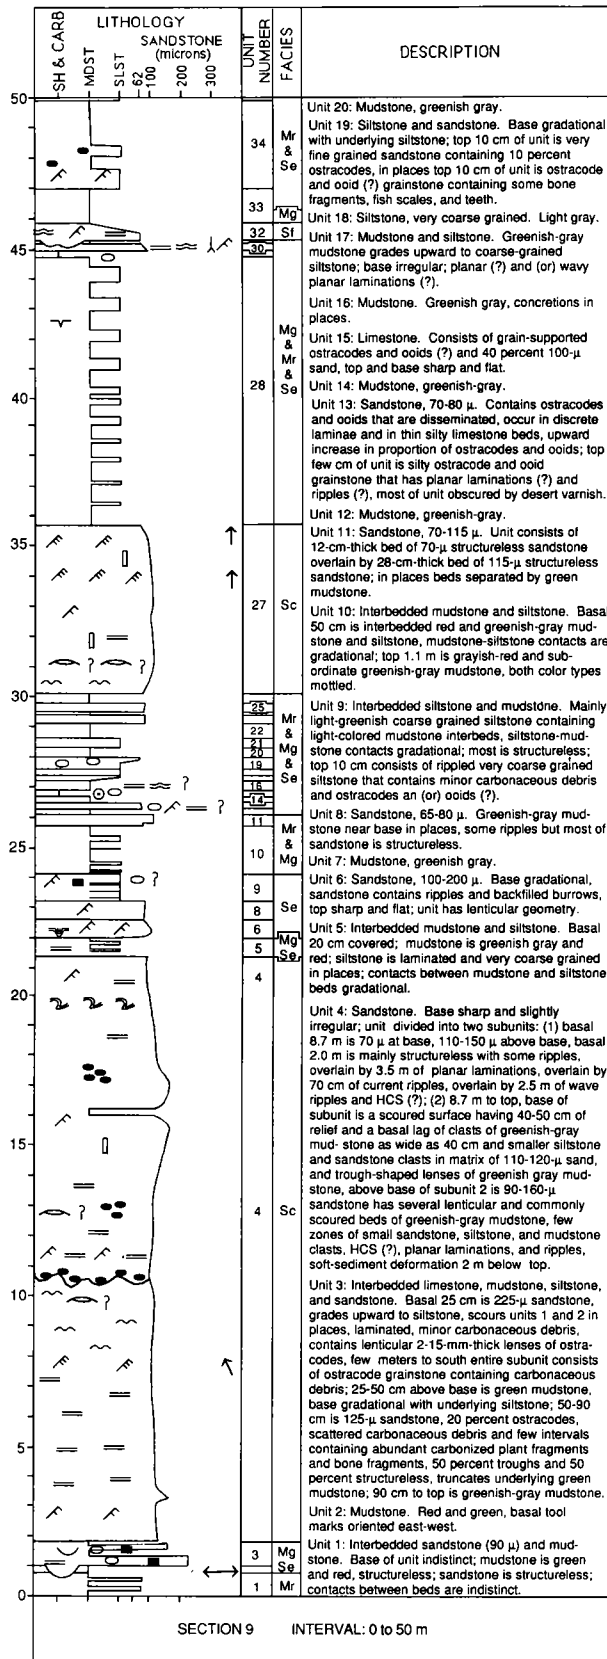 LITHOLOGY
SH & CARB
MDST
SLST
SANDSTONE
(microns)
62
100
200
300
UNIT
NUMBER
FACIES
DESCRIPTION
50
45
40
35
30
25
20
15
10
5
0
34
33
32
30
28
27
25
22
21
20
19
16
14
11
10
9
8
6
5
4
4
3
1
Mr
&
Se
Mg
Sf
Mg
&
Mr
&
Se
Sc
Mr
&
Mg
&
Se
Mr
&
Mg
Se
Mg
Se
Sc
Mg
Se
Mr
?
?
?
?
?
?
?
?
Unit 20: Mudstone, greenish gray.
Unit 19: Siltstone and sandstone. Base gradational
with underlying siltstone; top 10 cm of unit is very
fine grained sandstone containing 10 percent
ostracodes, in places top 10 cm of unit is ostracode
and ooid (?) grainstone containing some bone
fragments, fish scales, and teeth.
Unit 18: Siltstone, very coarse grained. Light gray.
Unit 17: Mudstone and siltstone. Greenish-gray
mudstone grades upward to coarse-grained
siltstone; base irregular; planar (?) and (or) wavy
planar laminations (?).
Unit 16: Mudstone. Greenish gray, concretions in
places.
Unit 15: Limestone. Consists of grain-supported
ostracodes and ooids (?) and 40 percent 100-µ
sand, top and base sharp and flat.
Unit 14: Mudstone, greenish-gray.
Unit 13: Sandstone, 70-80 µ. Contains ostracodes
and ooids that are disseminated, occur in discrete
laminae and in thin silty limestone beds, upward
increase in proportion of ostracodes and ooids; top
few cm of unit is silty ostracode and ooid
grainstone that has planar laminations (?) and
ripples (?), most of unit obscured by desert varnish.
Unit 12: Mudstone, greenish-gray.
Unit 11: Sandstone, 70-115 µ. Unit consists of
12-cm-thick bed of 70-µ structureless sandstone
overlain by 28-cm-thick bed of 115-µ structureless
sandstone; in places beds separated by green
mudstone.
Unit 10: Interbedded mudstone and siltstone. Basal
50 cm is interbedded red and greenish-gray mud-
stone and siltstone, mudstone-siltstone contacts are
gradational; top 1.1 m is grayish-red and sub-
ordinate greenish-gray mudstone, both color types
mottled.
Unit 9: Interbedded siltstone and mudstone. Mainly
light-greenish coarse grained siltstone containing
light-colored mudstone interbeds, siltstone-mud-
stone contacts gradational; most is structureless;
top 10 cm consists of rippled very coarse grained
siltstone that contains minor carbonaceous debris
and ostracodes an (or) ooids (?).
Unit 8: Sandstone, 65-80 µ. Greenish-gray mud-
stone near base in places, some ripples but most of
sandstone is structureless.
Unit 7: Mudstone, greenish gray.
Unit 6: Sandstone, 100-200 µ. Base gradational,
sandstone contains ripples and backfilled burrows,
top sharp and flat; unit has lenticular geometry.
Unit 5: Interbedded mudstone and siltstone. Basal
20 cm covered; mudstone is greenish gray and
red; siltstone is laminated and very coarse grained
in places; contacts between mudstone and siltstone
beds gradational.
Unit 4: Sandstone. Base sharp and slightly
irregular; unit divided into two subunits: (1) basal
8.7 m is 70 µ at base, 110-150 µ above base, basal
2.0 m is mainly structureless with some ripples,
overlain by 3.5 m of planar laminations, overlain by
70 cm of current ripples, overlain by 2.5 m of wave
ripples and HCS (?); (2) 8.7 m to top, base of
subunit is a scoured surface having 40-50 cm of
relief and a basal lag of clasts of greenish-gray
mud- stone as wide as 40 cm and smaller siltstone
and sandstone clasts in matrix of 110-120-µ sand,
and trough-shaped lenses of greenish gray mud-
stone, above base of subunit 2 is 90-160-µ
sandstone has several lenticular and commonly
scoured beds of greenish-gray mudstone, few
zones of small sandstone, siltstone, and mudstone
clasts, HCS (?), planar laminations, and ripples,
soft-sediment deformation 2 m below top.
Unit 3: Interbedded limestone, mudstone, siltstone,
and sandstone. Basal 25 cm is 225-µ sandstone,
grades upward to siltstone, scours units 1 and 2 in
places, laminated, minor carbonaceous debris,
contains lenticular 2-15-mm-thick lenses of ostra-
codes, few meters to south entire subunit consists
of ostracode grainstone containing carbonaceous
debris; 25-50 cm above base is green mudstone,
base gradational with underlying siltstone; 50-90
cm is 125-µ sandstone, 20 percent ostracodes,
scattered carbonaceous debris and few intervals
containing abundant carbonized plant fragments
and bone fragments, 50 percent troughs and 50
percent structureless, truncates underlying green
mudstone; 90 cm to top is greenish-gray mudstone.
Unit 2: Mudstone. Red and green, basal tool
marks oriented east-west.
Unit 1: Interbedded sandstone (90 µ) and mud-
stone. Base of unit indistinct; mudstone is green
and red, structureless; sandstone is structureless;
contacts between beds are indistinct.
SECTION 9 INTERVAL: 0 to 50 m